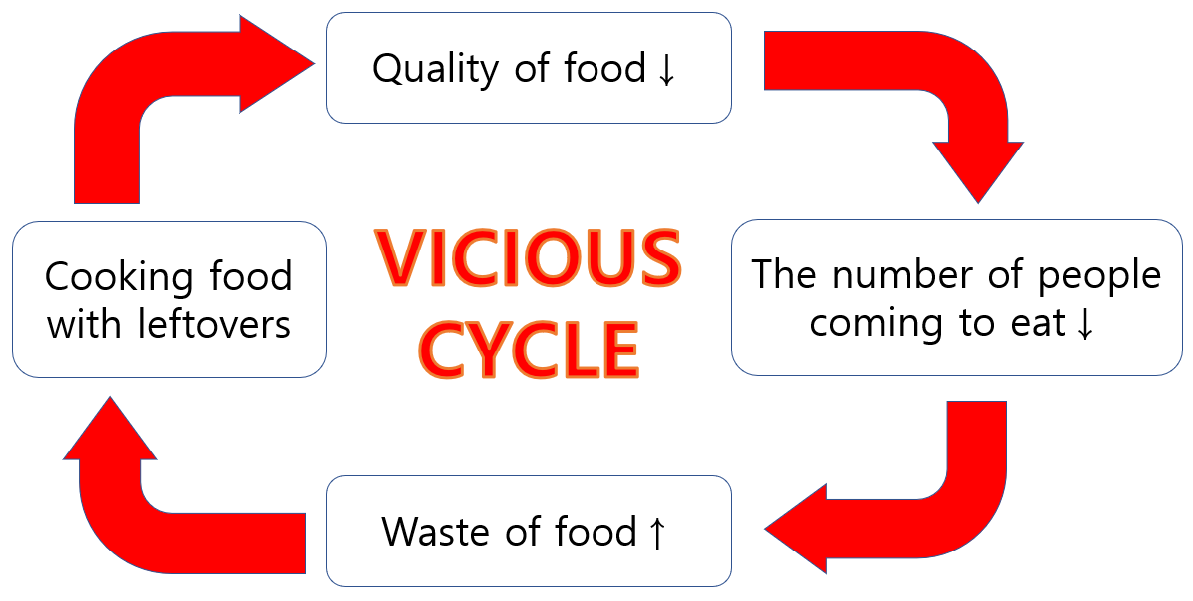 Quality of food ↓
VICIOUS
CYCLE
Cooking food
with leftovers
The number of people
coming to eat ↓
Waste of food ↑